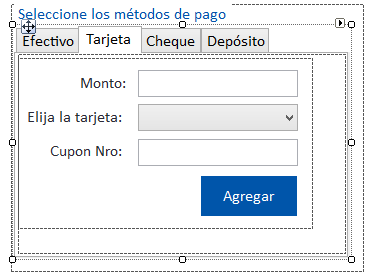 Seleccione los métodos de pago
Efectivo Tarjeta Cheque Depósito
Monto:
Elija la tarjeta:
Cupon Nro:
Agregar